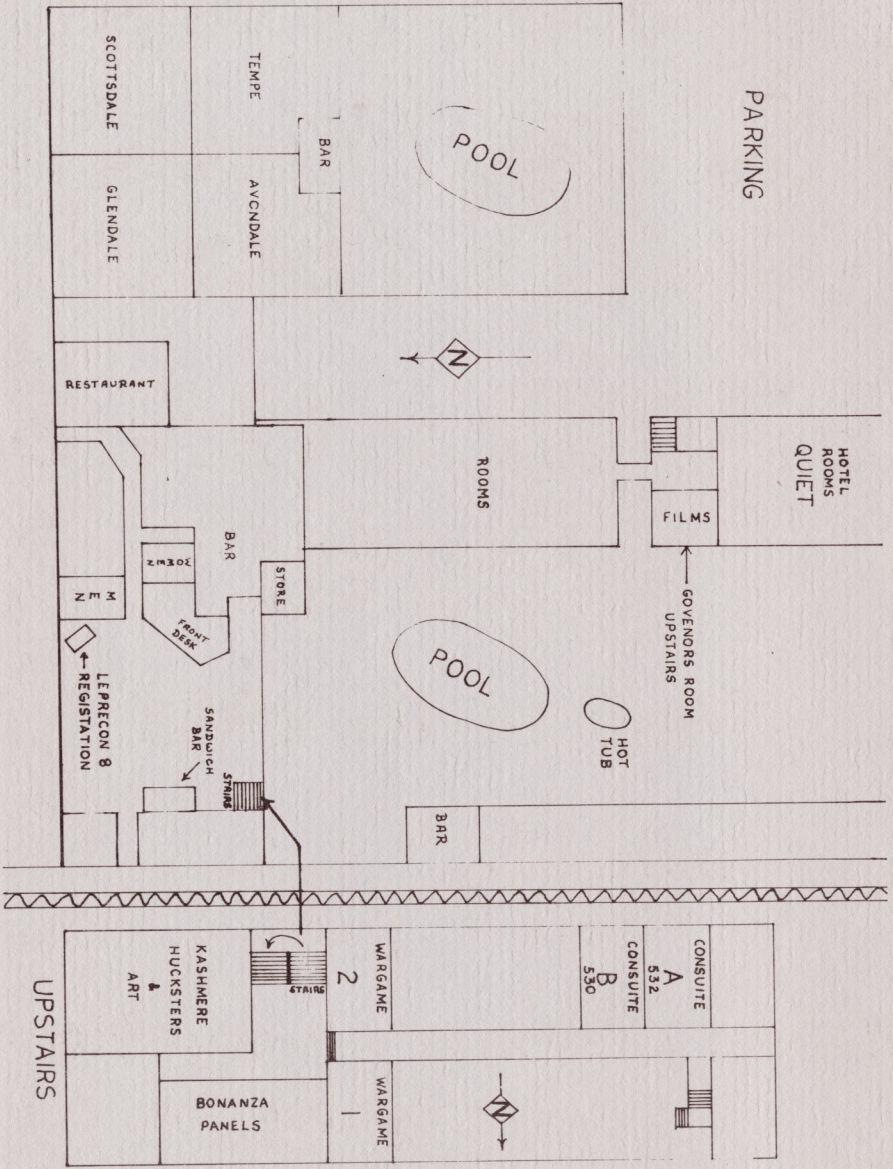 PARKING
SCOTTSDALE
TEMPE
BAR
POOL
GLENDALE
AVONDALE
RESTAURANT
N
ROOMS
HOTEL
ROOMS
QUIET
FILMS
GOVENORS ROOM
UPSTAIRS
BAR
STORE
WOMEN
MEN
FRONT
DESK
LEPRECON 8
REGISTATION
SANDWICH
BAR
STAIRS
POOL
HOT
TUB
BAR
UPSTAIRS
KASHMERE
HUCKSTERS
&
ART
STAIRS
WARGAME
2
CONSUITE
B
530
CONSUITE
A
532
BONANZA
PANELS
WARGAME
1
N